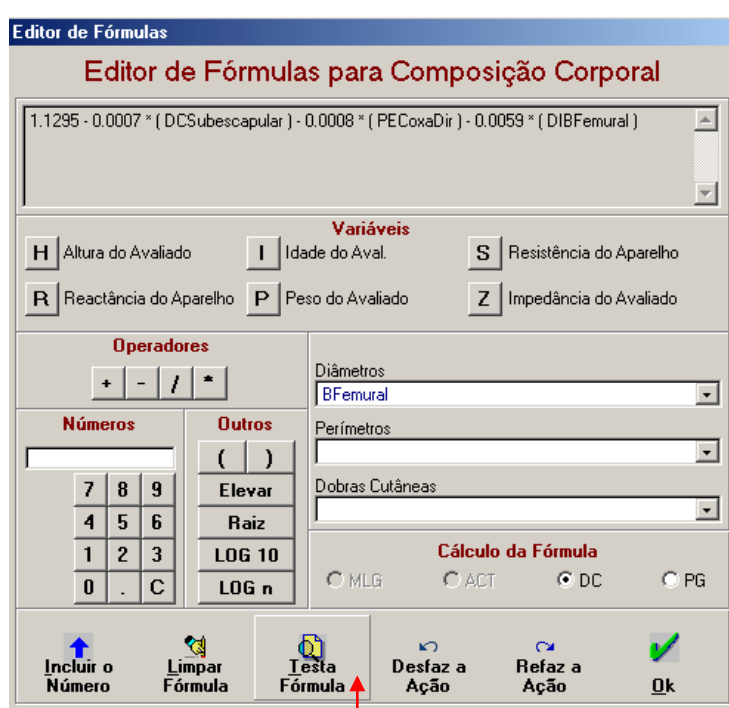 Editor de Fórmulas
Editor de Fórmulas para Composição Corporal
1.1295 - 0.0007 * ( DCSubescapular ) - 0.0008 * ( PECoxaDir ) - 0.0059 * ( DIBFemural )
Variáveis
H Altura do Avaliado I Idade do Aval. S Resistência do Aparelho
R Reactância do Aparelho P Peso do Avaliado Z Impedância do Avaliado
Operadores
+ - / *
Diâmetros
BFemural
Números
Outros
Perímetros
( )
7 8 9
Elevar
Dobras Cutâneas
4 5 6
Raiz
1 2 3
LOG 10
Cálculo da Fórmula
0 . C
LOG n
MLG ACT DC PG
Incluir o Número
Limpar Fórmula
Testa Fórmula
Desfaz a Ação
Refaz a Ação
Ok